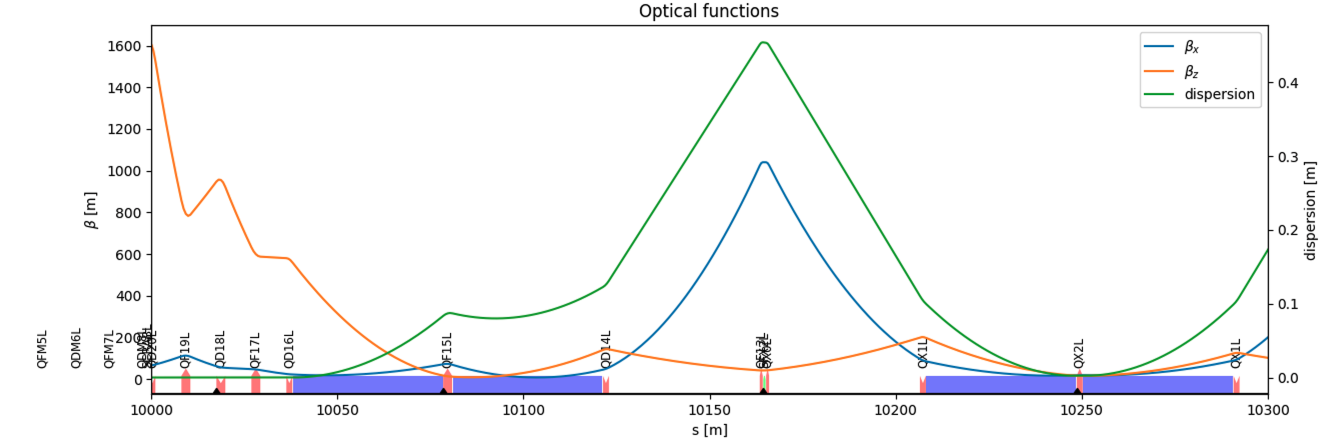 Optical functions
1600
1400
1200
1000
800
600
400
200
0
β [m]
βx
βz
dispersion
0.4
0.3
0.2
0.1
0.0
dispersion [m]
QFM5L
QDM6L
QFM7L
QF19L
QD18L
QF17L
QD16L
QF15L
QD14L
QX1L
QX2L
QX1L
10000
10050
10100
10150
10200
10250
10300
s [m]